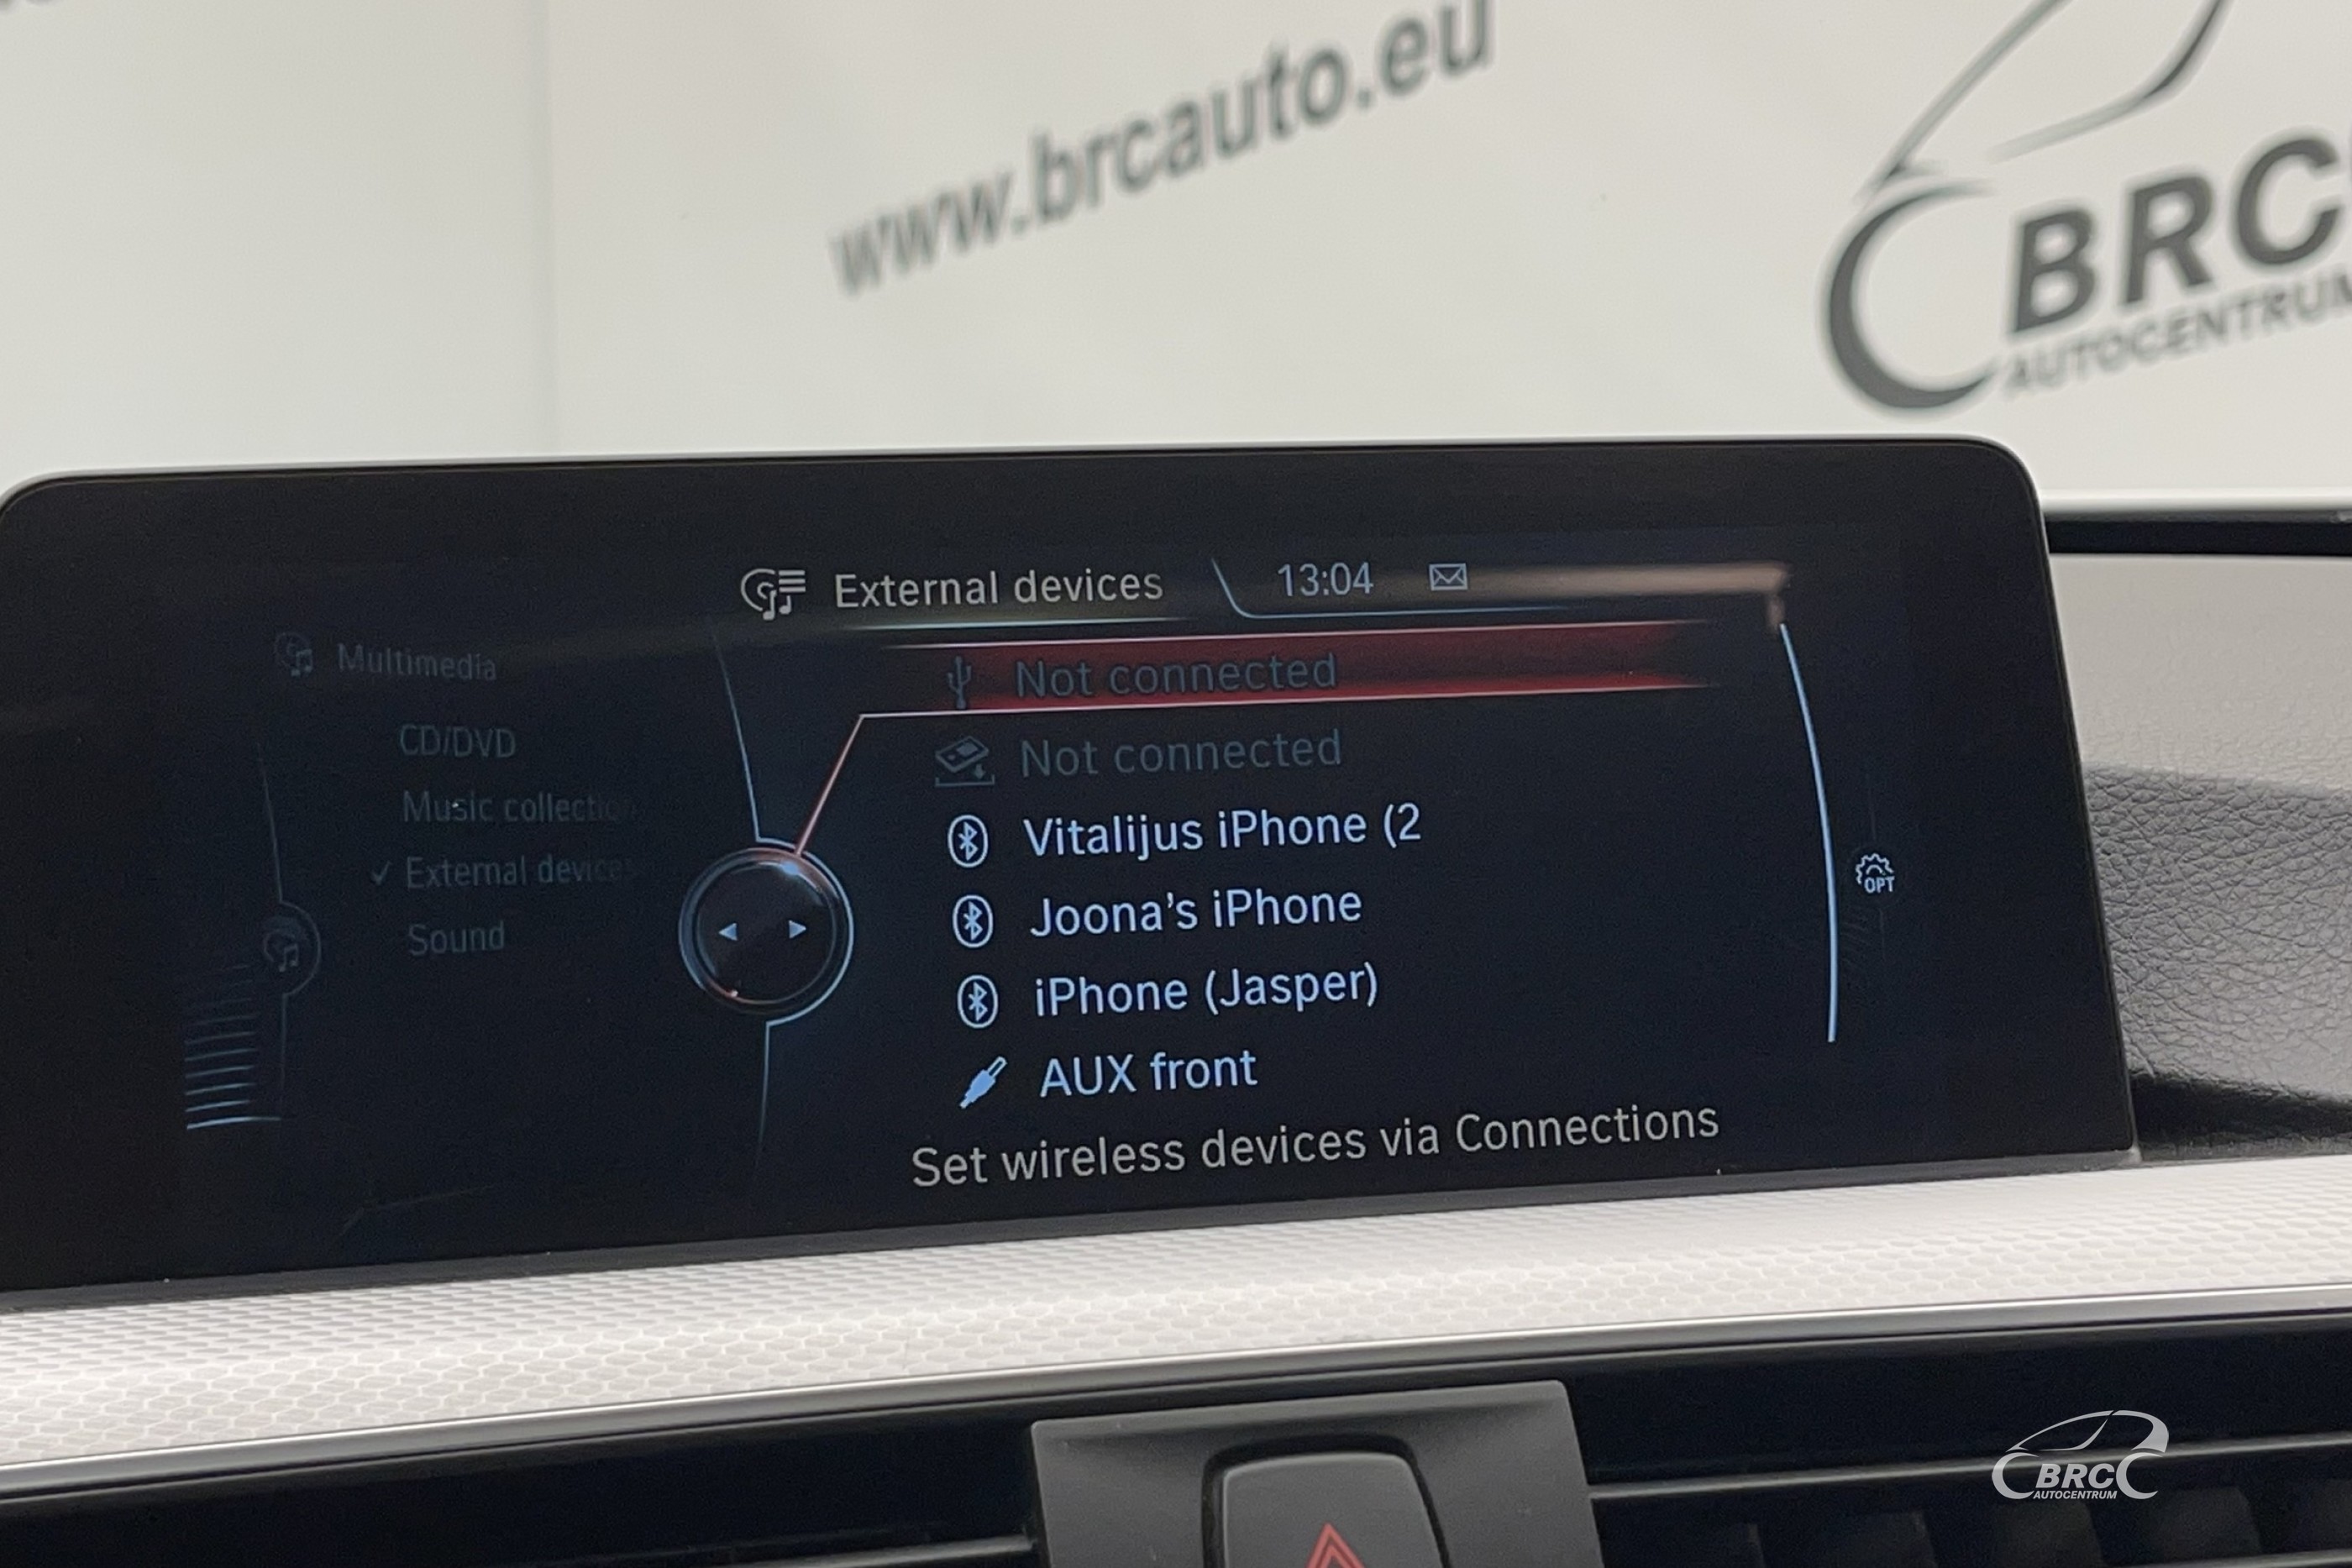 www.brcauto.eu
BRC
AUTOCENTRUM
External devices
13:04
Multimedia
CD/DVD
Music collection
External devices
Sound
Not connected
Not connected
Vitalijus iPhone (2
Joona's iPhone
iPhone (Jasper)
AUX front
Set wireless devices via Connections
OPT
BRC
AUTOCENTRUM